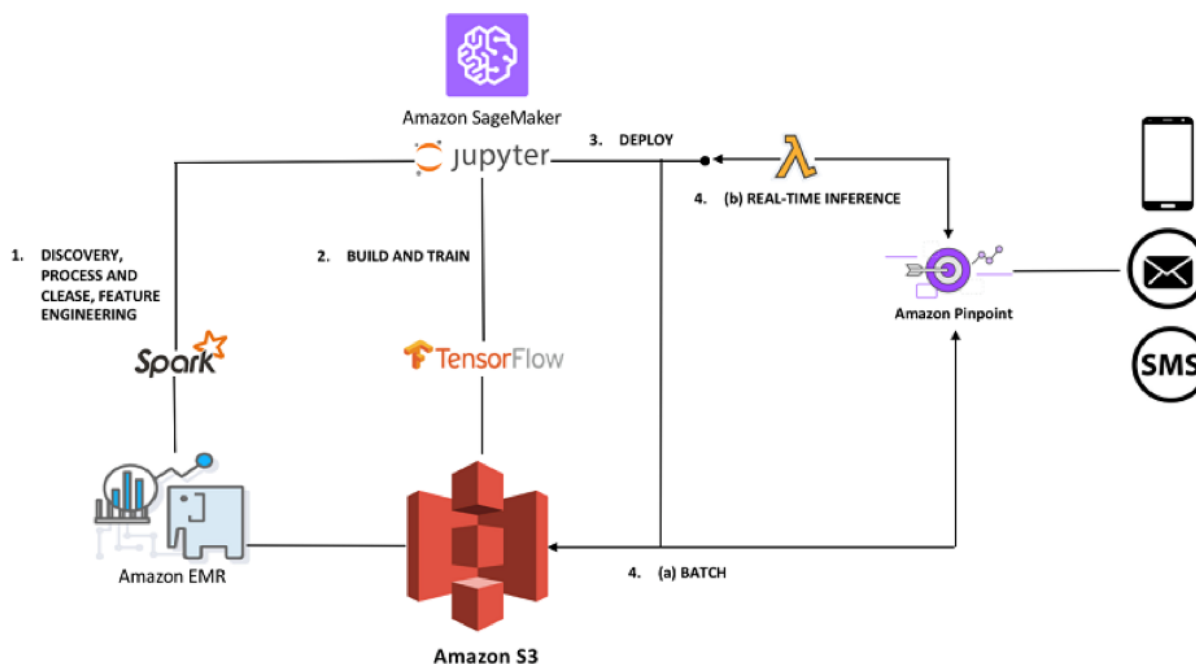 Amazon SageMaker
jupyter
3. DEPLOY
4. (b) REAL-TIME INFERENCE
1. DISCOVERY,
PROCESS AND
CLEASE, FEATURE
ENGINEERING
2. BUILD AND TRAIN
Amazon Pinpoint
Spark
TensorFlow
SMS
Amazon EMR
4. (a) BATCH
Amazon S3